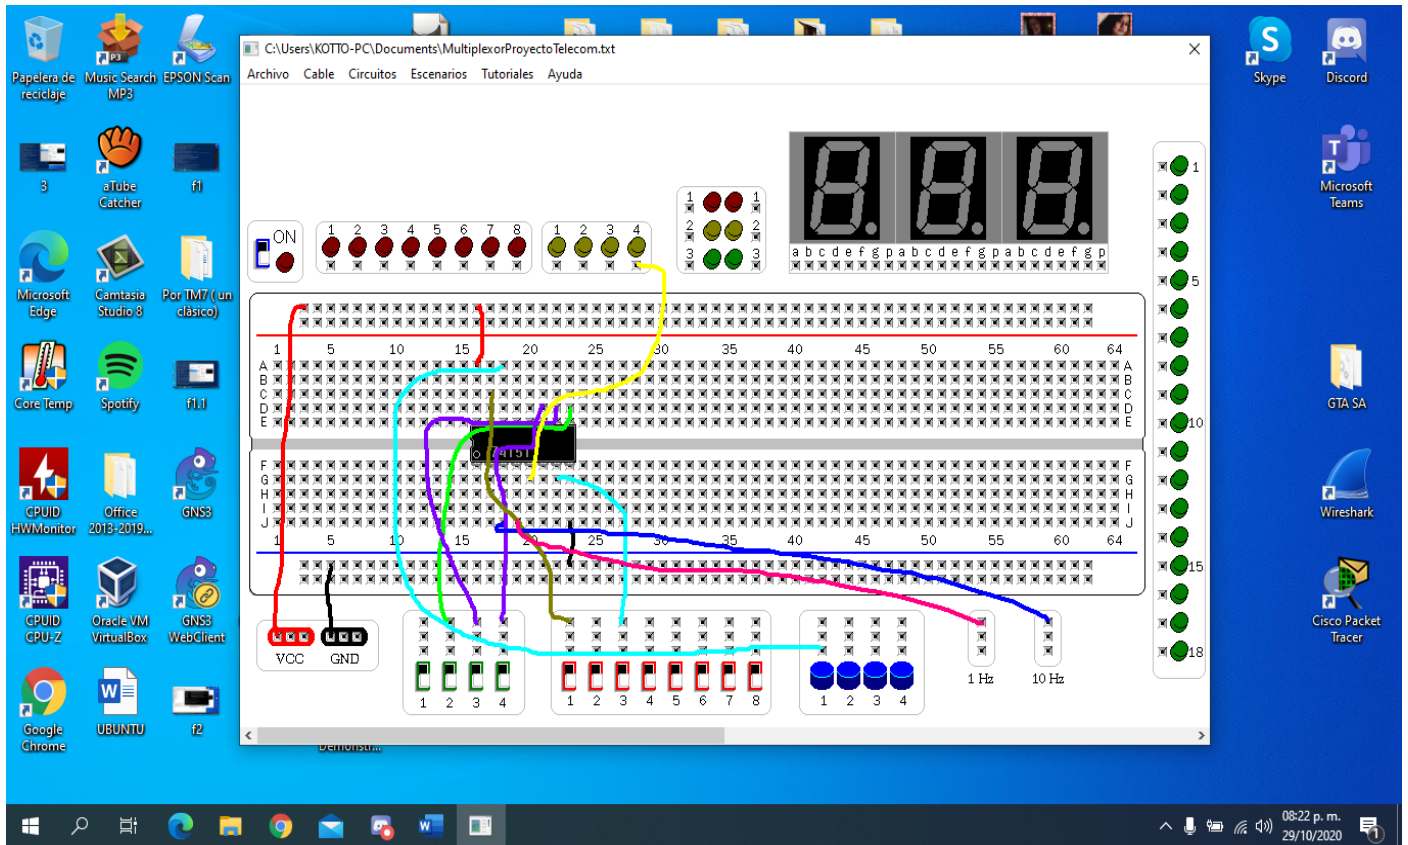 C:\Users\KOTTO-PC\Documents\MultiplexorProyectoTelecom.txt
Archivo Cable Circuitos Escenarios Tutoriales Ayuda
Papelera de reciclaje
Music Search MP3
EPSON Scan
3
aTube Catcher
f1
Microsoft Edge
Camtasia Studio 8
Por TM7 ( un clàsico)
Core Temp
Spotify
f1.1
CPUID HWMonitor
Office 2013-2019...
GNS3
CPUID CPU-Z
Oracle VM VirtualBox
GNS3 WebClient
Google Chrome
UBUNTU
f2
Skype
Discord
Microsoft Teams
GTA SA
Wireshark
Cisco Packet Tracer
ON
1 2 3 4 5 6 7 8
1 2 3 4
1 1
2 2
3 3
a b c d e f g p a b c d e f g p a b c d e f g p
1
5
10
15
18
1 5 10 15 20 25 30 35 40 45 50 55 60 64
A A
B B
C C
D D
E E
F F
G G
H H
I I
J J
1 5 10 15 20 25 30 35 40 45 50 55 60 64
VCC GND
1 2 3 4
1 2 3 4 5 6 7 8
1 2 3 4
1 Hz 10 Hz
08:22 p. m.
29/10/2020
1